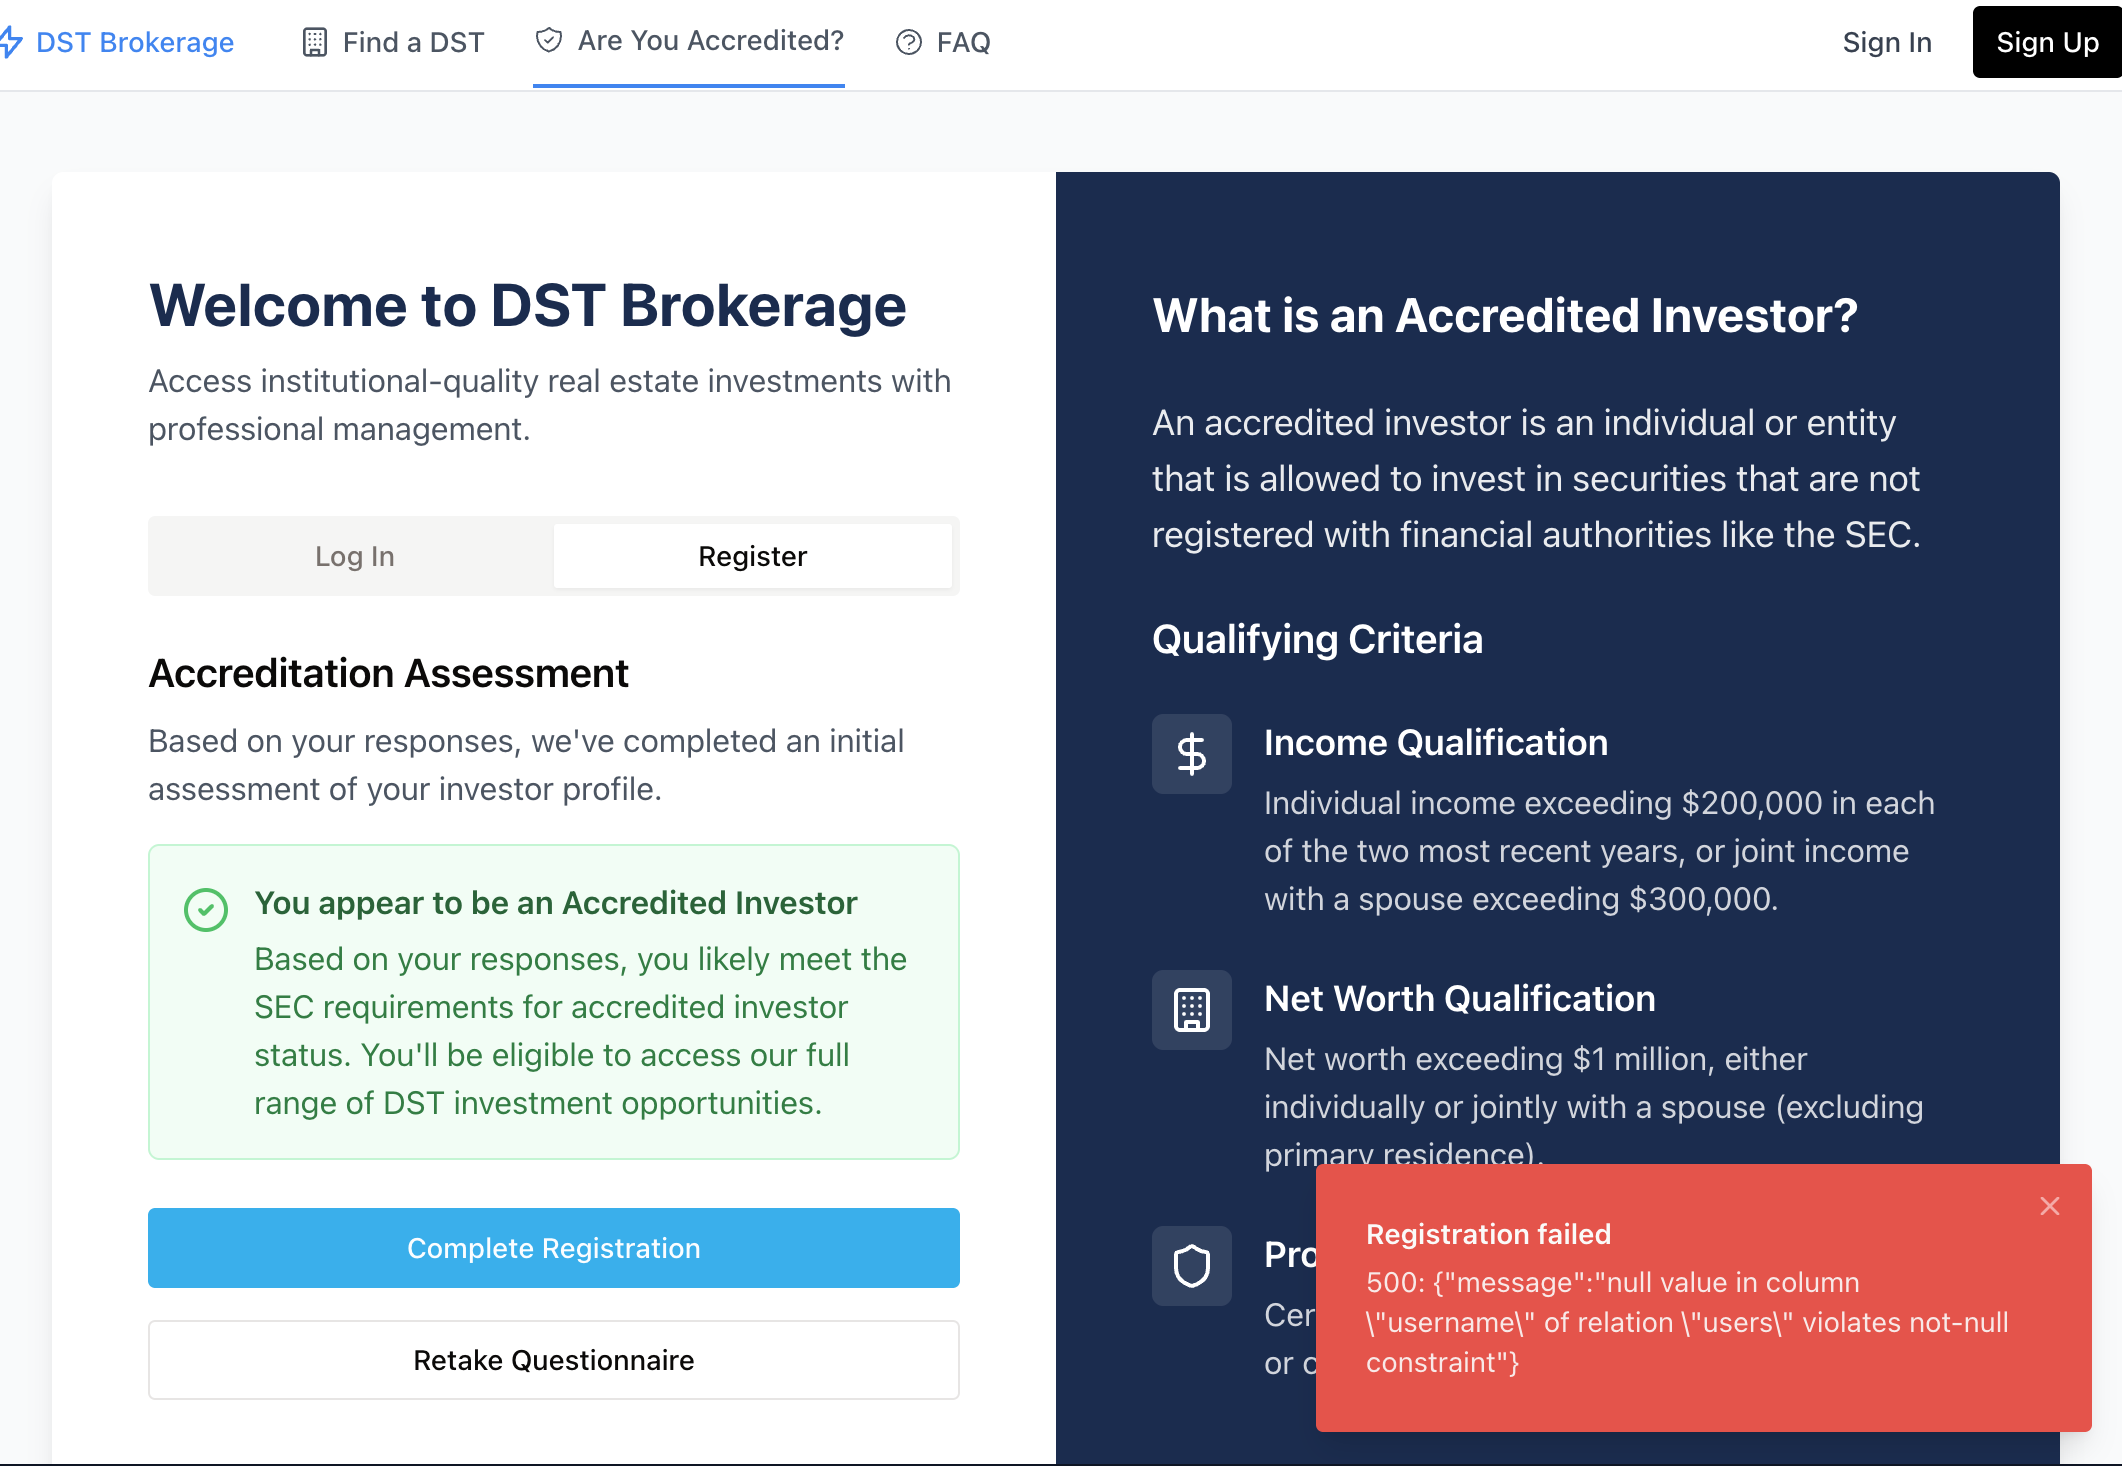 DST Brokerage
Find a DST
Are You Accredited?
FAQ
Sign In
Sign Up
Welcome to DST Brokerage
Access institutional-quality real estate investments with
professional management.
Log In
Register
Accreditation Assessment
Based on your responses, we've completed an initial
assessment of your investor profile.
You appear to be an Accredited Investor
Based on your responses, you likely meet the
SEC requirements for accredited investor
status. You'll be eligible to access our full
range of DST investment opportunities.
Complete Registration
Retake Questionnaire
What is an Accredited Investor?
An accredited investor is an individual or entity
that is allowed to invest in securities that are not
registered with financial authorities like the SEC.
Qualifying Criteria
Income Qualification
Individual income exceeding $200,000 in each
of the two most recent years, or joint income
with a spouse exceeding $300,000.
Net Worth Qualification
Net worth exceeding $1 million, either
individually or jointly with a spouse (excluding
primary residence).
Pro
Cer
or c
Registration failed
500: {"message":"null value in column
\"username\" of relation \"users\" violates not-null
constraint"}